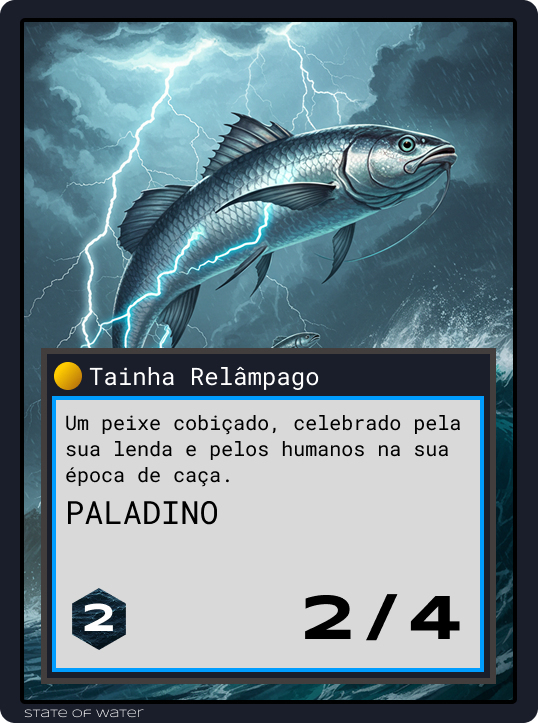 Tainha Relâmpago
Um peixe cobiçado, celebrado pela
sua lenda e pelos humanos na sua
época de caça.
PALADINO
2
2/4
STATE OF WATER